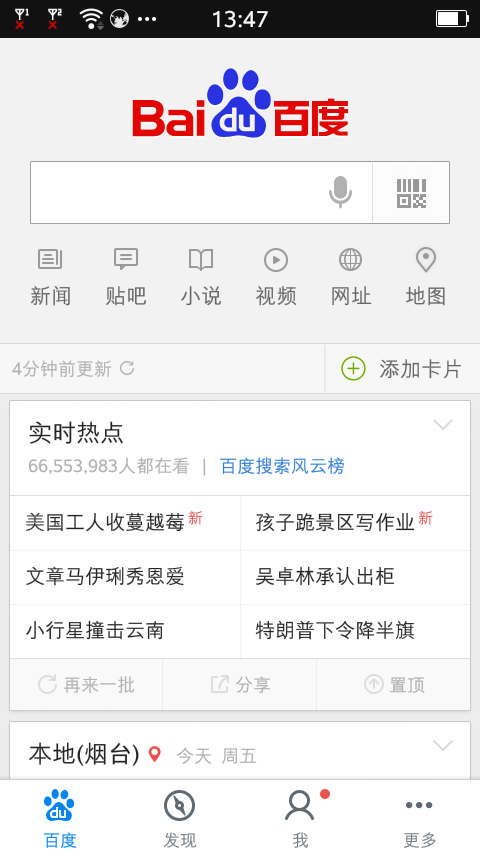 13:47
Bai du 百度
新闻 贴吧 小说 视频 网址 地图
4分钟前更新 添加卡片
实时热点
66,553,983人都在看 | 百度搜索风云榜
美国工人收蔓越莓 新 孩子跪景区写作业 新
文章马伊琍秀恩爱 吴卓林承认出柜
小行星撞击云南 特朗普下令降半旗
再来一批 分享 置顶
本地(烟台) 今天 周五
du
百度 发现 我 更多